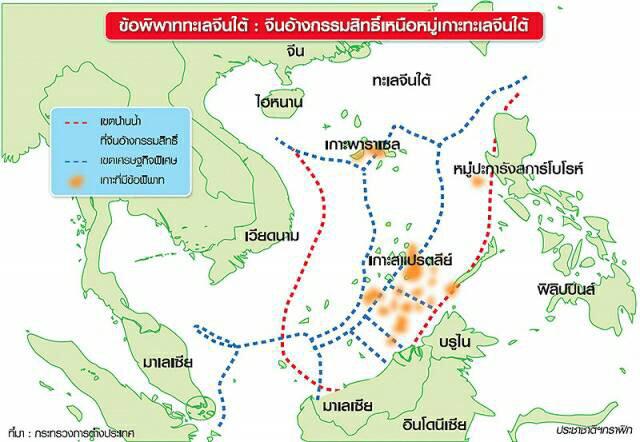 ข้อพิพาททะเลจีนใต้ : จีนอ้างกรรมสิทธิ์เหนือหมู่เกาะทะเลจีนใต้
จีน
ทะเลจีนใต้
ไฮหนาน
เขตน่านน้ำ
ที่จีนอ้างกรรมสิทธิ์
เขตเศรษฐกิจพิเศษ
เกาะที่มีข้อพิพาท
เกาะพาราเซล
หมู่ปะการังสการ์โบโรห์
เวียดนาม
เกาะสแปรตลีย์
ฟิลิปปินส์
บรูไน
มาเลเซีย
มาเลเซีย
อินโดนีเซีย
ที่มา : กระทรวงการต่างประเทศ
ประชาชาติฯกราฟิก